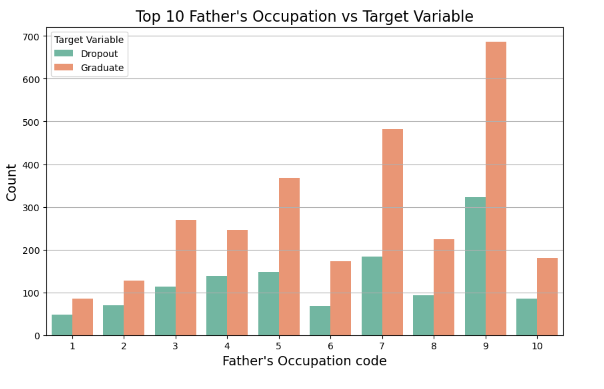 Top 10 Father's Occupation vs Target Variable
Target Variable
Dropout
Graduate
Count
700
600
500
400
300
200
100
0
1 2 3 4 5 6 7 8 9 10
Father's Occupation code